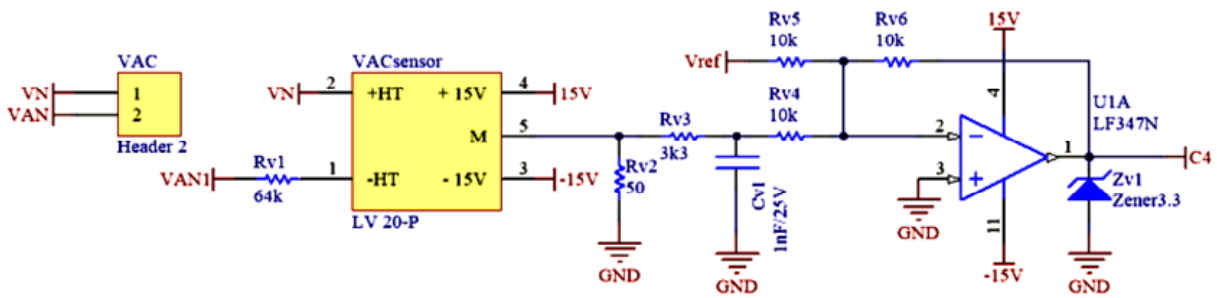 VAC
VN
VAN
1
2
Header 2
VACsensor
VN
2
+HT
+ 15V
4
15V
M
5
VAN1
Rv1
64k
1
-HT
- 15V
3
-15V
LV 20-P
Rv2
50
GND
Rv3
3k3
Cv1
1nF/25V
GND
Vref
Rv5
10k
Rv6
10k
Rv4
10k
15V
4
U1A
LF347N
2
3
1
C4
GND
11
-15V
Zv1
Zener3.3
GND